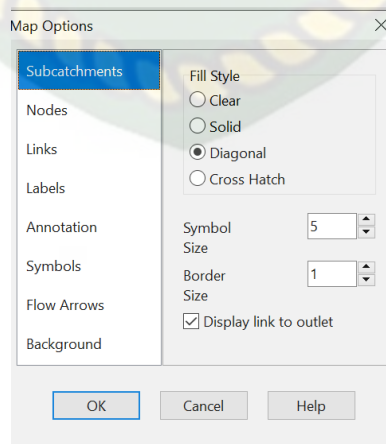 Map Options
Subcatchments
Nodes
Links
Labels
Annotation
Symbols
Flow Arrows
Background
Fill Style
Clear
Solid
Diagonal
Cross Hatch
Symbol
Size
5
Border
Size
1
Display link to outlet
OK
Cancel
Help